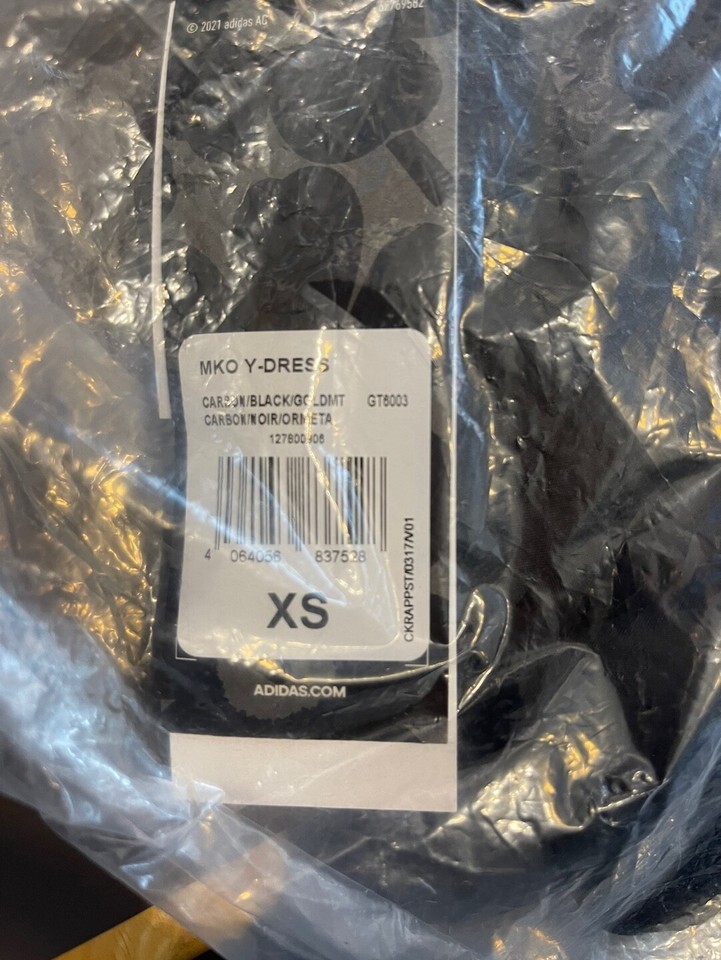 © 2021 adidas AG
MKO Y-DRESS
CARBON/BLACK/GOLDMT GT6003
CARBON/NOIR/ORMETA
4 064056 837528
XS
CKRAPPST/0317/V01
ADIDAS.COM